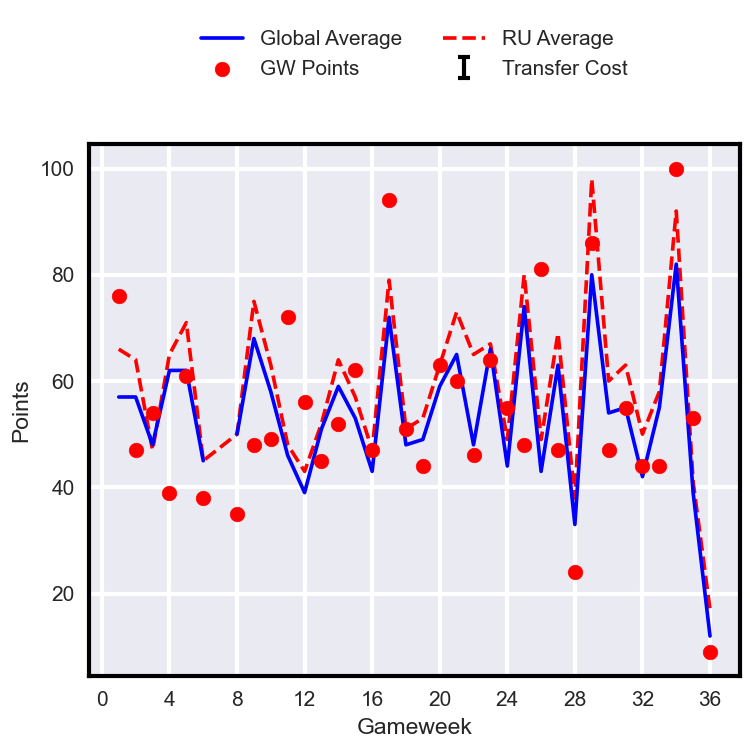 Global Average
RU Average
GW Points
Transfer Cost
100
80
60
40
20
Points
0 4 8 12 16 20 24 28 32 36
Gameweek